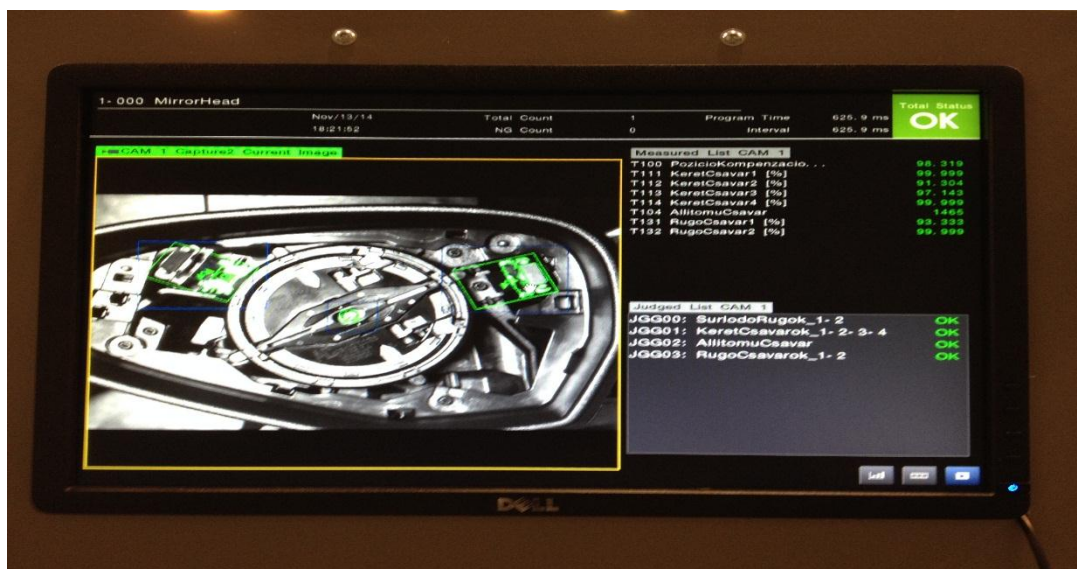 1-000 MirrorHead
Total Status
OK
Nov/13/14 Total Count 1 Program Time 625.9 ms
18:21:52 NG Count 0 Interval 625.9 ms
CAM 1 Capture2 Current Image
Measured List CAM 1
T100 PozicioKompenzacio... 98.319
T111 KeretCsavar1 [%] 99.999
T112 KeretCsavar2 [%] 91.304
T113 KeretCsavar3 [%] 97.143
T114 KeretCsavar4 [%] 99.999
T104 AllitomuCsavar 1465
T131 RugoCsavar1 [%] 93.333
T132 RugoCsavar2 [%] 99.999
Judged List CAM 1
JGG00: SurlodoRugok_1-2 OK
JGG01: KeretCsavarok_1-2-3-4 OK
JGG02: AllitomuCsavar OK
JGG03: RugoCsavarok_1-2 OK
DELL